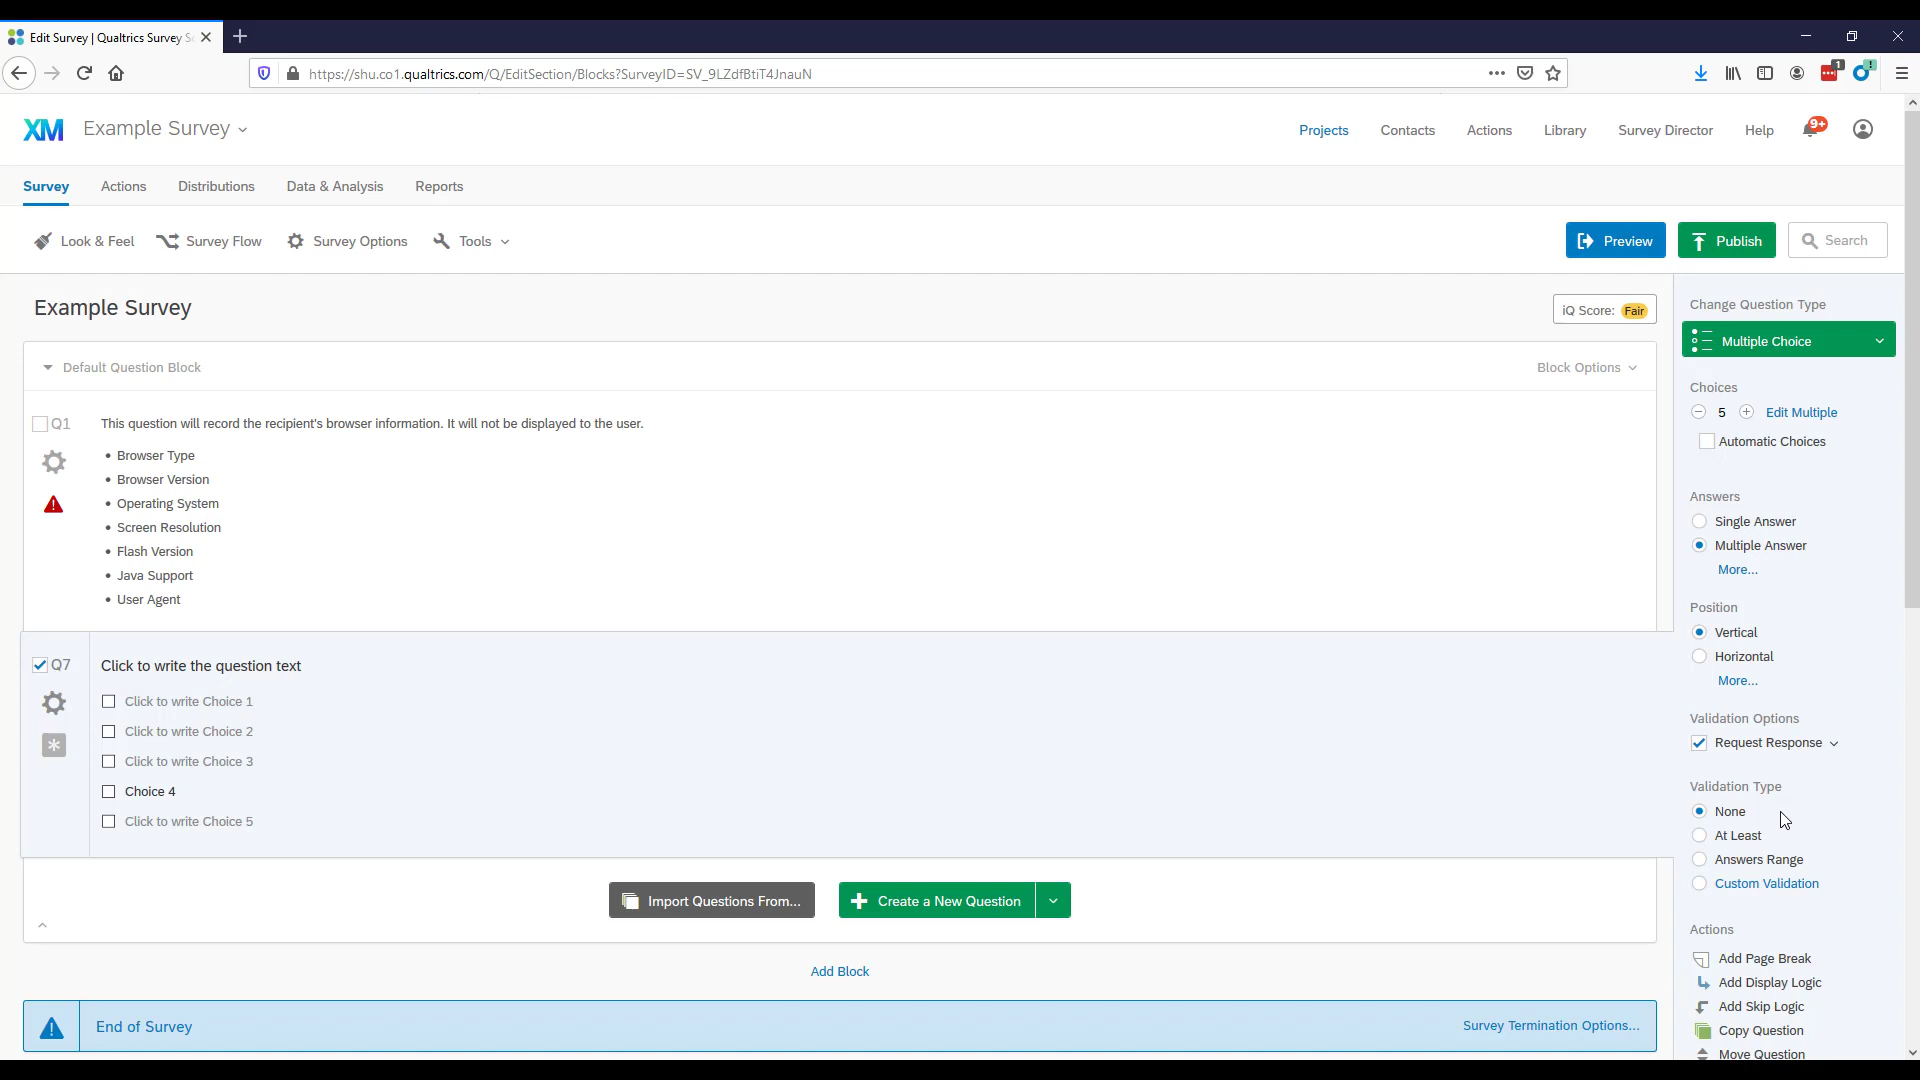 Edit Survey | Qualtrics Survey S
https://shu.co1.qualtrics.com/Q/EditSection/Blocks?SurveyID=SV_9LZdfBtiT4JnauN
1
!
XM
Example Survey
Projects
Contacts
Actions
Library
Survey Director
Help
9+
Survey
Actions
Distributions
Data & Analysis
Reports
Look & Feel
Survey Flow
Survey Options
Tools
Preview
Publish
Search
Example Survey
iQ Score: Fair
Default Question Block
Block Options
Q1
This question will record the recipient's browser information. It will not be displayed to the user.
• Browser Type
• Browser Version
• Operating System
• Screen Resolution
• Flash Version
• Java Support
• User Agent
Q7
Click to write the question text
Click to write Choice 1
Click to write Choice 2
Click to write Choice 3
Choice 4
Click to write Choice 5
Import Questions From...
Create a New Question
Add Block
End of Survey
Survey Termination Options...
Change Question Type
Multiple Choice
Choices
5
Edit Multiple
Automatic Choices
Answers
Single Answer
Multiple Answer
More...
Position
Vertical
Horizontal
More...
Validation Options
Request Response
Validation Type
None
At Least
Answers Range
Custom Validation
Actions
Add Page Break
Add Display Logic
Add Skip Logic
Copy Question
Move Question